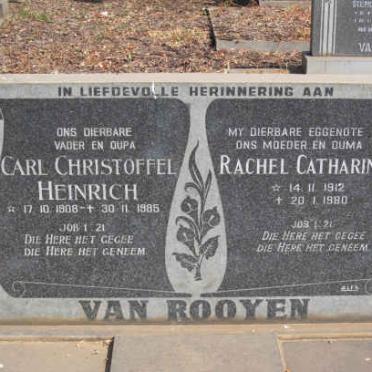 IN LIEFDEVOLLE HERINNERING AAN
ONS DIERBARE
VADER EN OUPA
CARL CHRISTOFFEL
HEINRICH
☆ 17. 10. 1908 - ✝ 30. 11. 1985
JOB 1 : 21
DIE HERE HET GEGEE
DIE HERE HET GENEEM.
MY DIERBARE EGGENOTE
ONS MOEDER EN OUMA
RACHEL CATHARIN
☆ 14. 11. 1912
✝ 20. 1. 1980
JOB 1 : 21
DIE HERE HET GEGEE
DIE HERE HET GENEEM.
VAN ROOYEN
VA